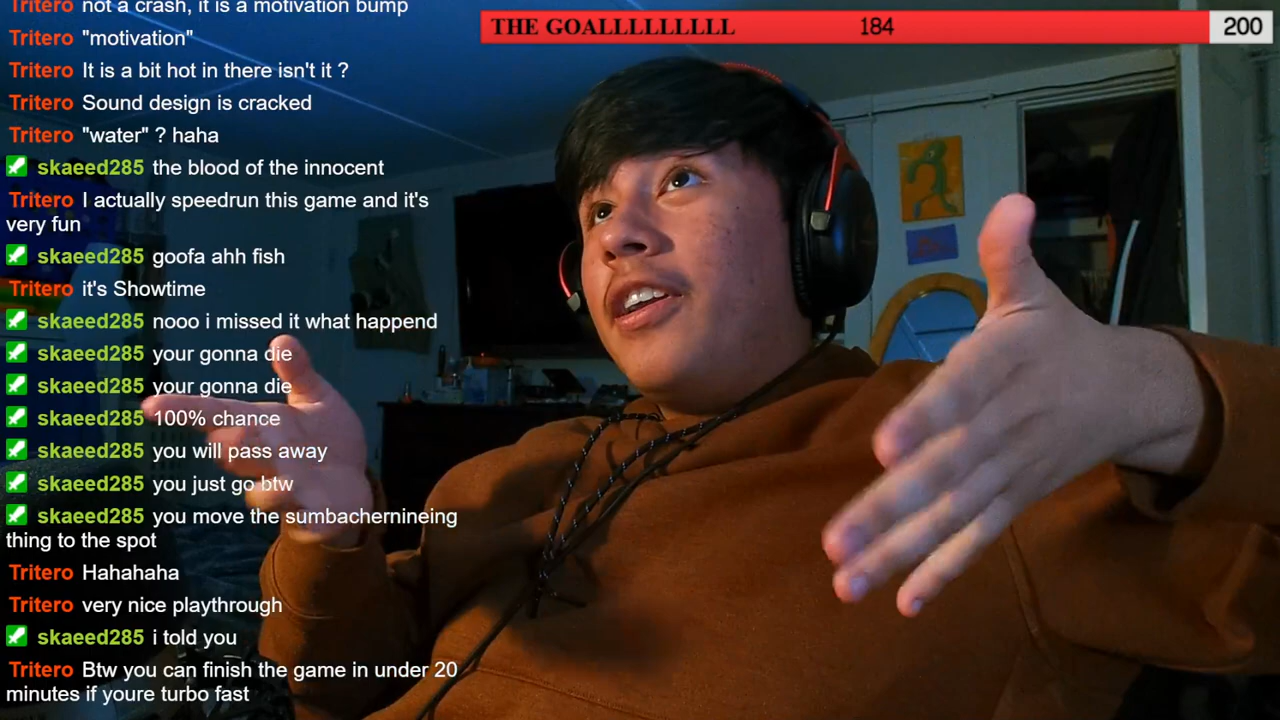 Tritero not a crash, it is a motivation bump
THE GOALLLLLLLLL 184 200
Tritero "motivation"
Tritero It is a bit hot in there isn't it ?
Tritero Sound design is cracked
Tritero "water" ? haha
skaeed285 the blood of the innocent
Tritero I actually speedrun this game and it's
very fun
skaeed285 goofa ahh fish
Tritero it's Showtime
skaeed285 nooo i missed it what happend
skaeed285 your gonna die
skaeed285 your gonna die
skaeed285 100% chance
skaeed285 you will pass away
skaeed285 you just go btw
skaeed285 you move the sumbachernineing
thing to the spot
Tritero Hahahaha
Tritero very nice playthrough
skaeed285 i told you
Tritero Btw you can finish the game in under 20
minutes if youre turbo fast